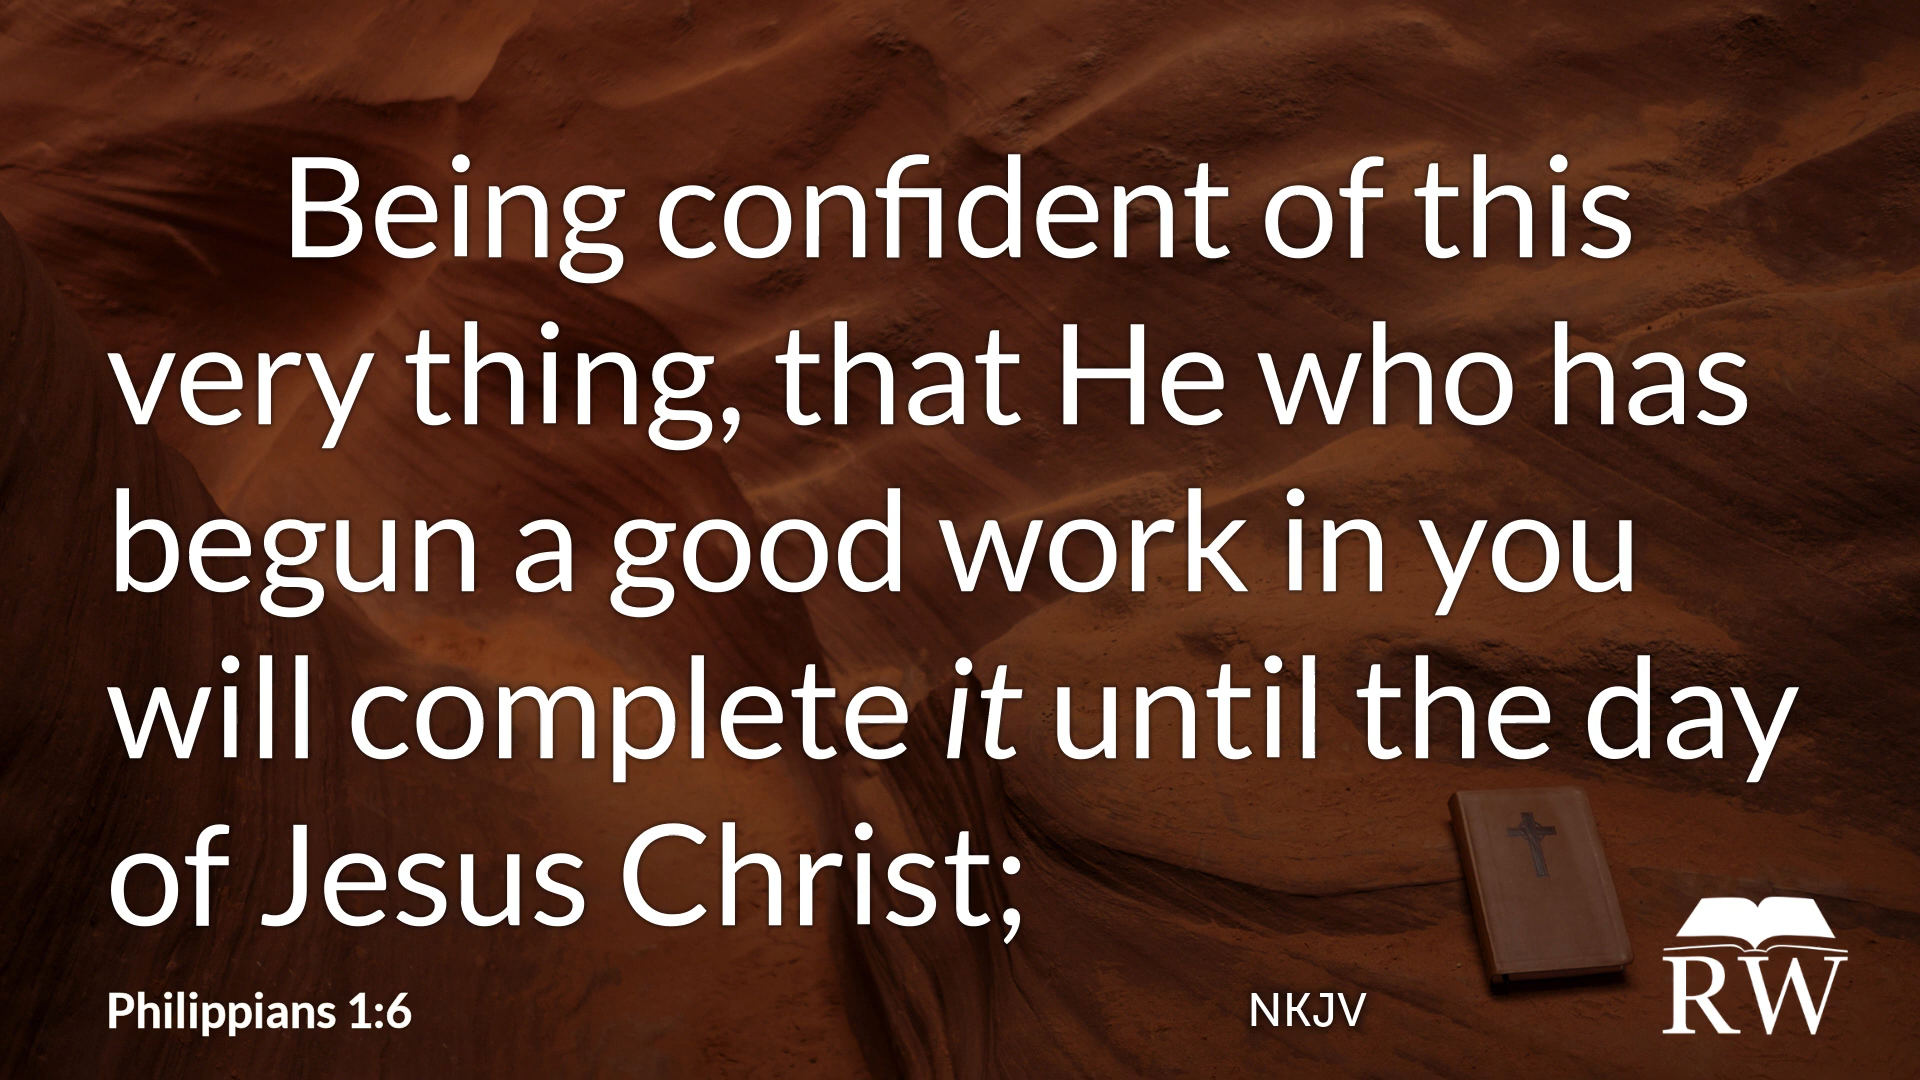 Being confident of this
very thing, that He who has
begun a good work in you
will complete it until the day
of Jesus Christ;
Philippians 1:6
NKJV
RW